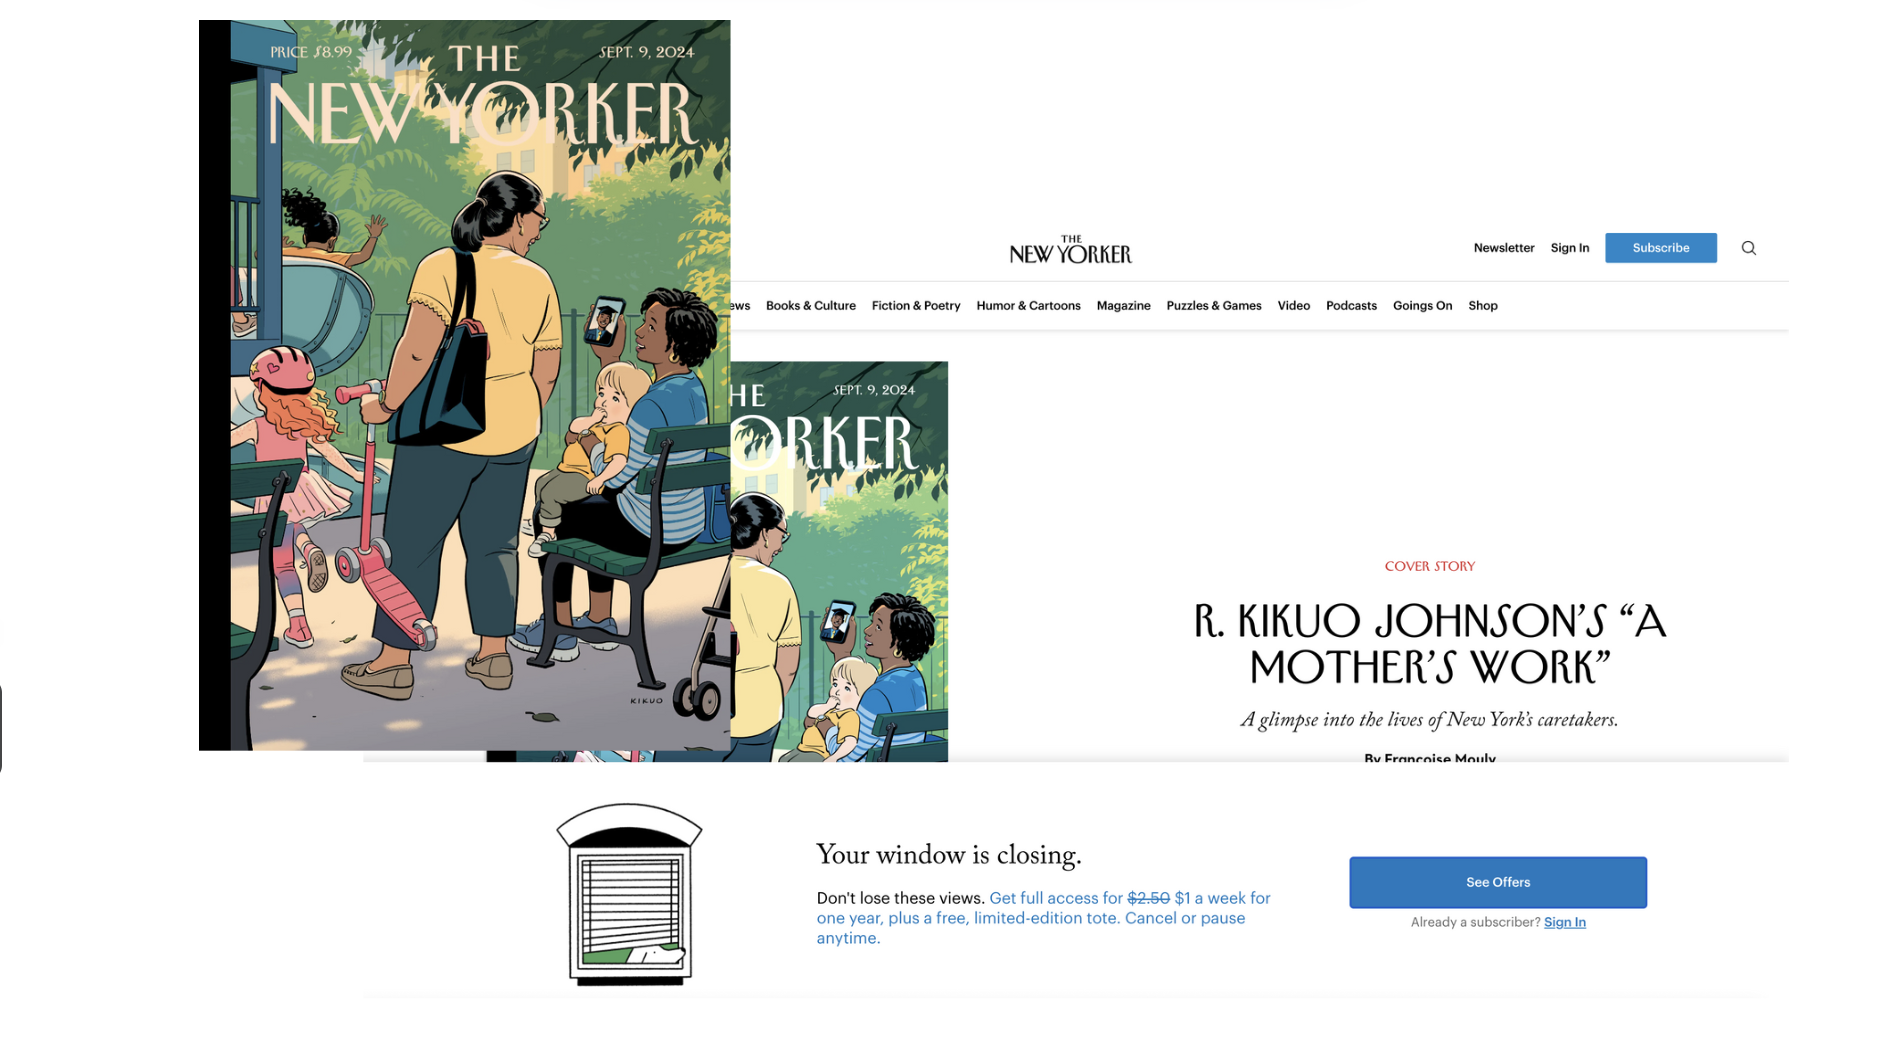 PRICE $8.99
THE
SEPT. 9, 2024
NEW YORKER
KIKUO
THE
NEW YORKER
Newsletter
Sign In
Subscribe
Books & Culture
Fiction & Poetry
Humor & Cartoons
Magazine
Puzzles & Games
Video
Podcasts
Goings On
Shop
HE
SEPT. 9, 2024
ORKER
COVER STORY
R. KIKUO JOHNSON'S “A
MOTHER'S WORK”
A glimpse into the lives of New York's caretakers.
By Françoise Mouly
Your window is closing.
Don't lose these views. Get full access for $2.50 $1 a week for
one year, plus a free, limited-edition tote. Cancel or pause
anytime.
See Offers
Already a subscriber? Sign In